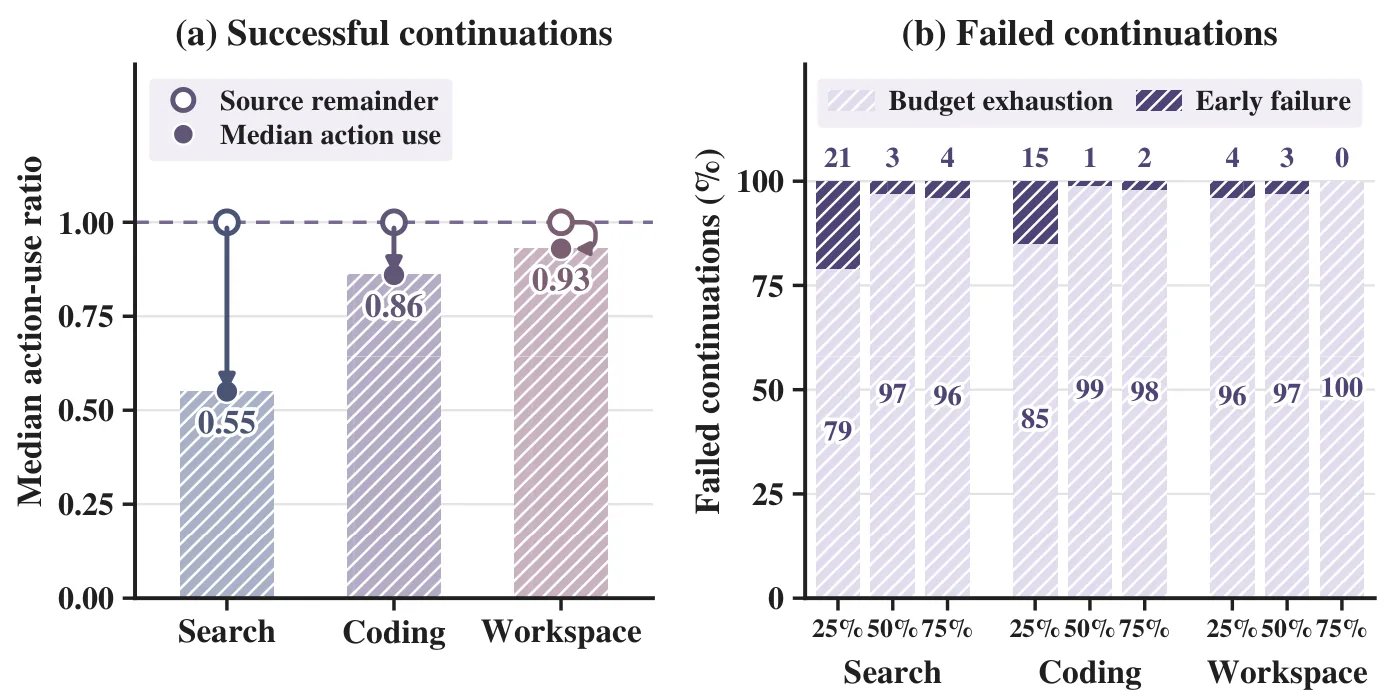 (a) Successful continuations
Source remainder
Median action use
Median action-use ratio
1.00
0.75
0.50
0.25
0.00
0.55
0.86
0.93
Search Coding Workspace
(b) Failed continuations
Budget exhaustion Early failure
Failed continuations (%)
21 3 4 15 1 2 4 3 0
100
75
50
25
0
79 97 96 85 99 98 96 97 100
25% 50% 75% 25% 50% 75% 25% 50% 75%
Search Coding Workspace